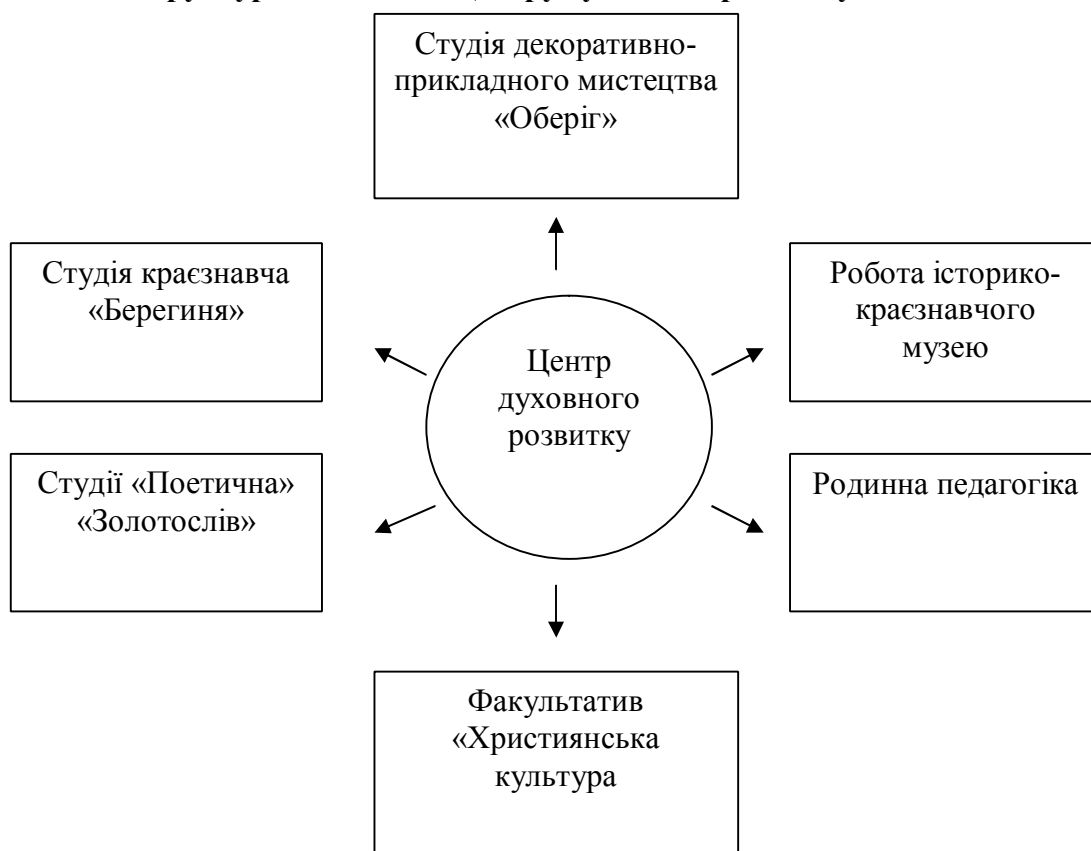 Студія декоративно-
прикладного мистецтва
«Оберіг»
Студія краєзнавча
«Берегиня»
Робота історико-
краєзнавчого
музею
Центр
духовного
розвитку
Студії «Поетична»
«Золотослів»
Родинна педагогіка
Факультатив
«Християнська
культура